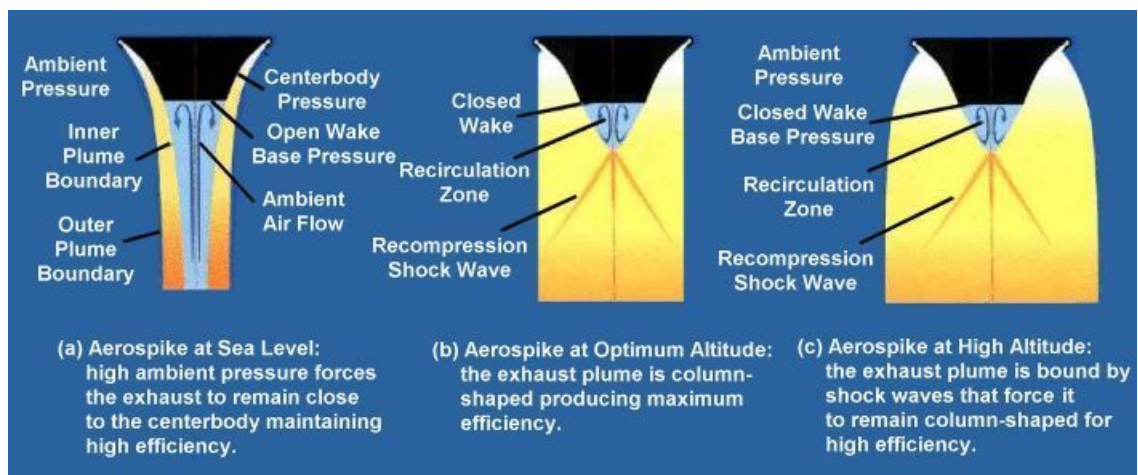 Ambient
Pressure
Inner
Plume
Boundary
Outer
Plume
Boundary
Centerbody
Pressure
Open Wake
Base Pressure
Ambient
Air Flow
Closed
Wake
Recirculation
Zone
Recompression
Shock Wave
Ambient
Pressure
Closed Wake
Base Pressure
Recirculation
Zone
Recompression
Shock Wave
(a) Aerospike at Sea Level:
high ambient pressure forces
the exhaust to remain close
to the centerbody maintaining
high efficiency.
(b) Aerospike at Optimum Altitude:
the exhaust plume is column-
shaped producing maximum
efficiency.
(c) Aerospike at High Altitude:
the exhaust plume is bound by
shock waves that force it
to remain column-shaped for
high efficiency.